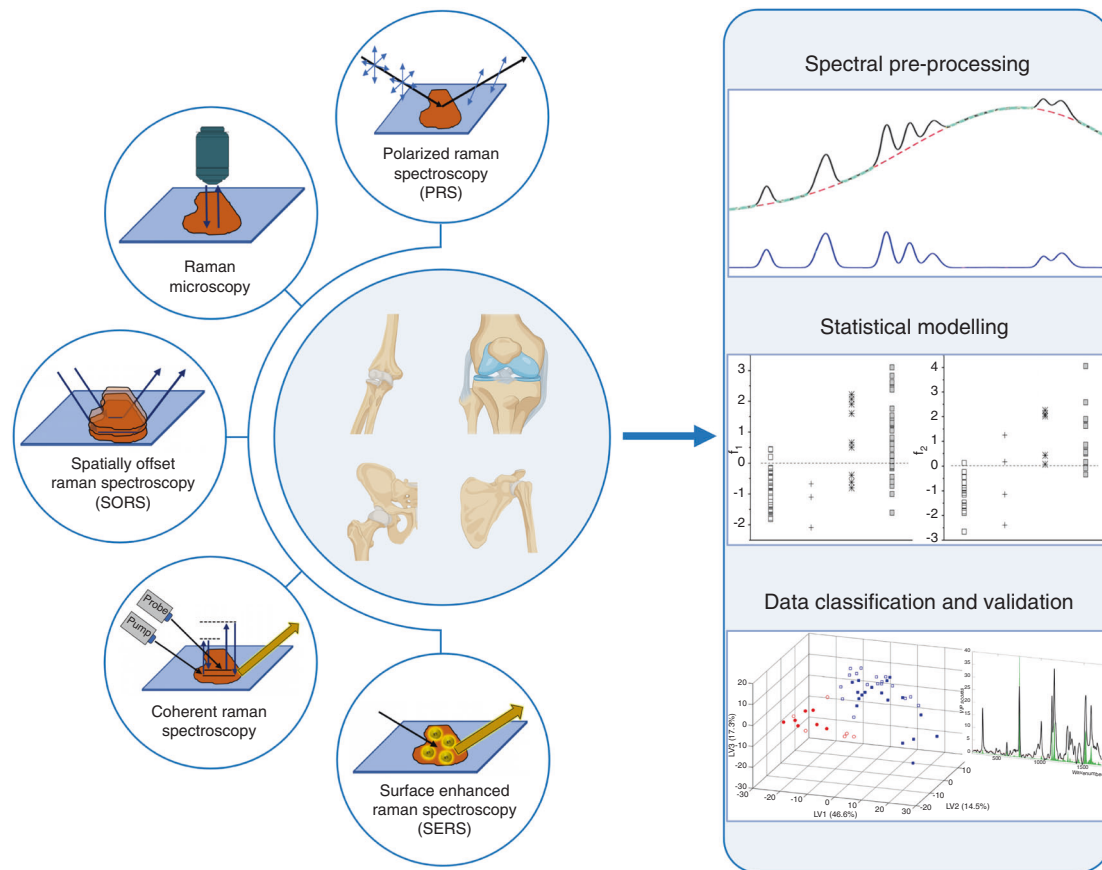 Polarized raman
spectroscopy
(PRS)
Raman
microscopy
Spatially offset
raman spectroscopy
(SORS)
Probe
Pump
Coherent raman
spectroscopy
Surface enhanced
raman spectroscopy
(SERS)
Spectral pre-processing
Statistical modelling
3
2
1
0
-1
-2
f1
4
3
2
1
0
-1
-2
-3
f2
Data classification and validation
20
10
0
-10
-20
-30
LV3 (17.3%)
-30
-20
-10
0
10
20
30
LV1 (46.6%)
10
0
-10
-20
LV2 (14.5%)
40
35
30
25
20
15
10
5
0
500
1000
1500
Wavenumber